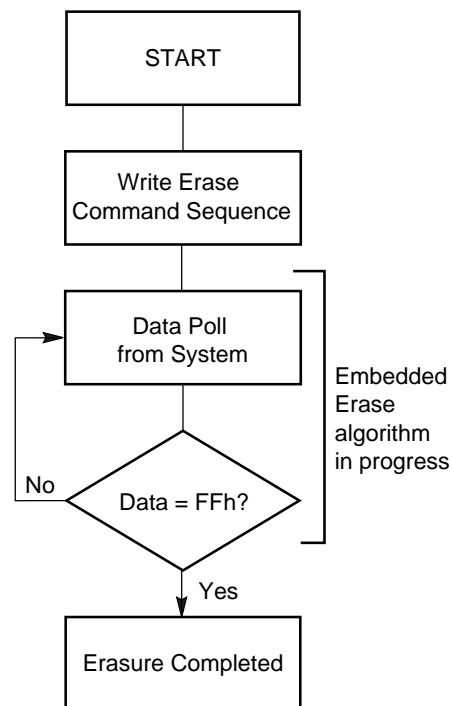 START
Write Erase
Command Sequence
Data Poll
from System
Embedded
Erase
algorithm
in progress
No
Data = FFh?
Yes
Erasure Completed